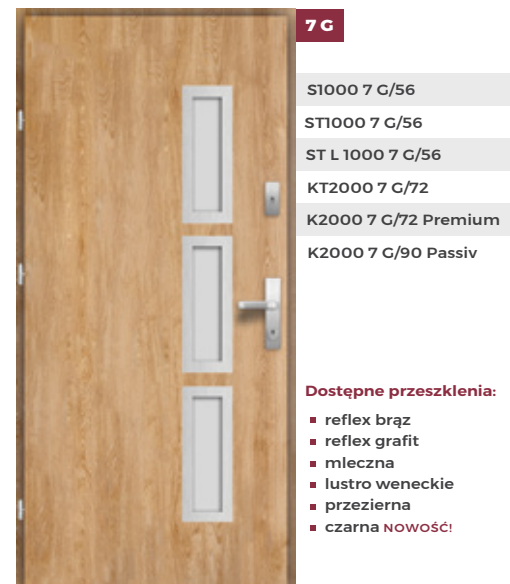 7 G
S1000 7 G/56
ST1000 7 G/56
ST L 1000 7 G/56
KT2000 7 G/72
K2000 7 G/72 Premium
K2000 7 G/90 Passiv
Dostępne przeszklenia:
reflex brąz
reflex grafit
mleczna
lustro weneckie
przezierna
czarna NOWOŚĆ!